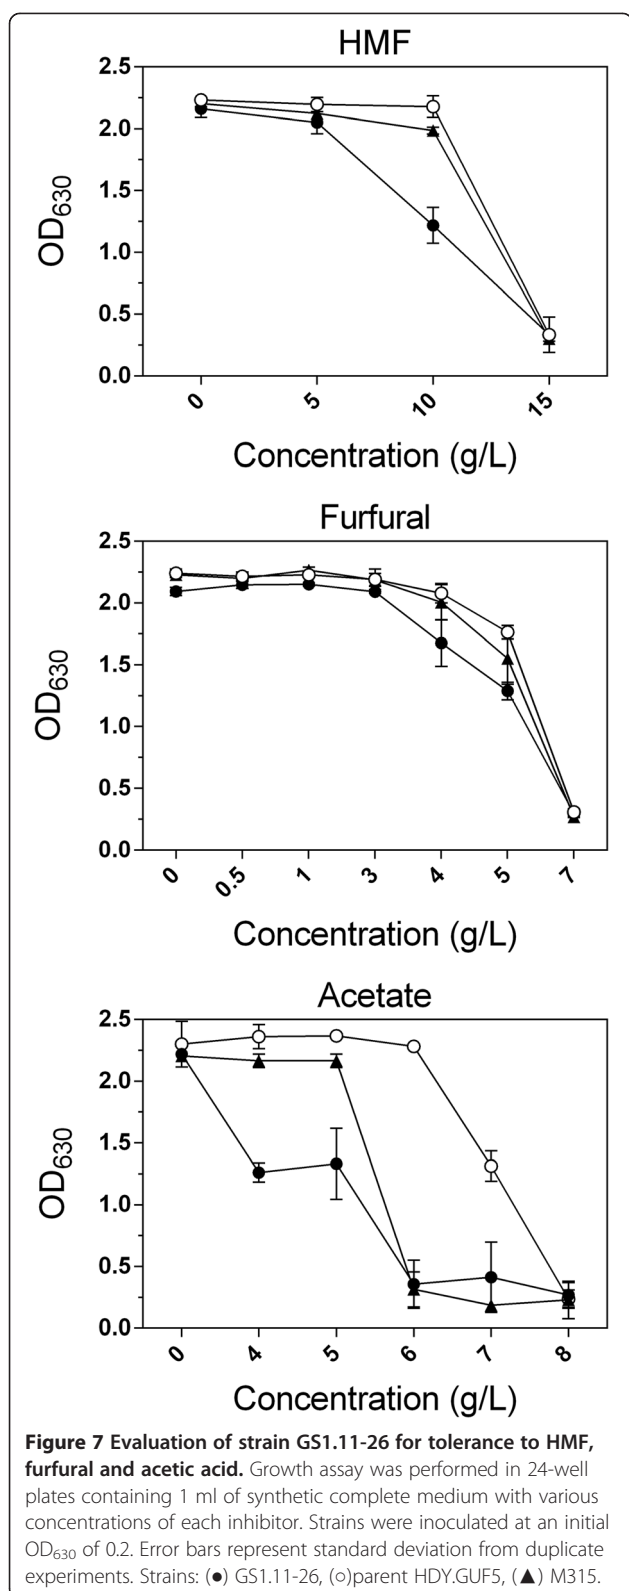 HMF
2.5
2.0
1.5
1.0
0.5
0.0
OD630
0
5
10
15
Concentration (g/L)
Furfural
2.5
2.0
1.5
1.0
0.5
0.0
OD630
0
0.5
1
3
4
5
7
Concentration (g/L)
Acetate
2.5
2.0
1.5
1.0
0.5
0.0
OD630
0
4
5
6
7
8
Concentration (g/L)
Figure 7 Evaluation of strain GS1.11-26 for tolerance to HMF,
furfural and acetic acid. Growth assay was performed in 24-well
plates containing 1 ml of synthetic complete medium with various
concentrations of each inhibitor. Strains were inoculated at an initial
OD630 of 0.2. Error bars represent standard deviation from duplicate
experiments. Strains: (●) GS1.11-26, (○)parent HDY.GUF5, (▲) M315.